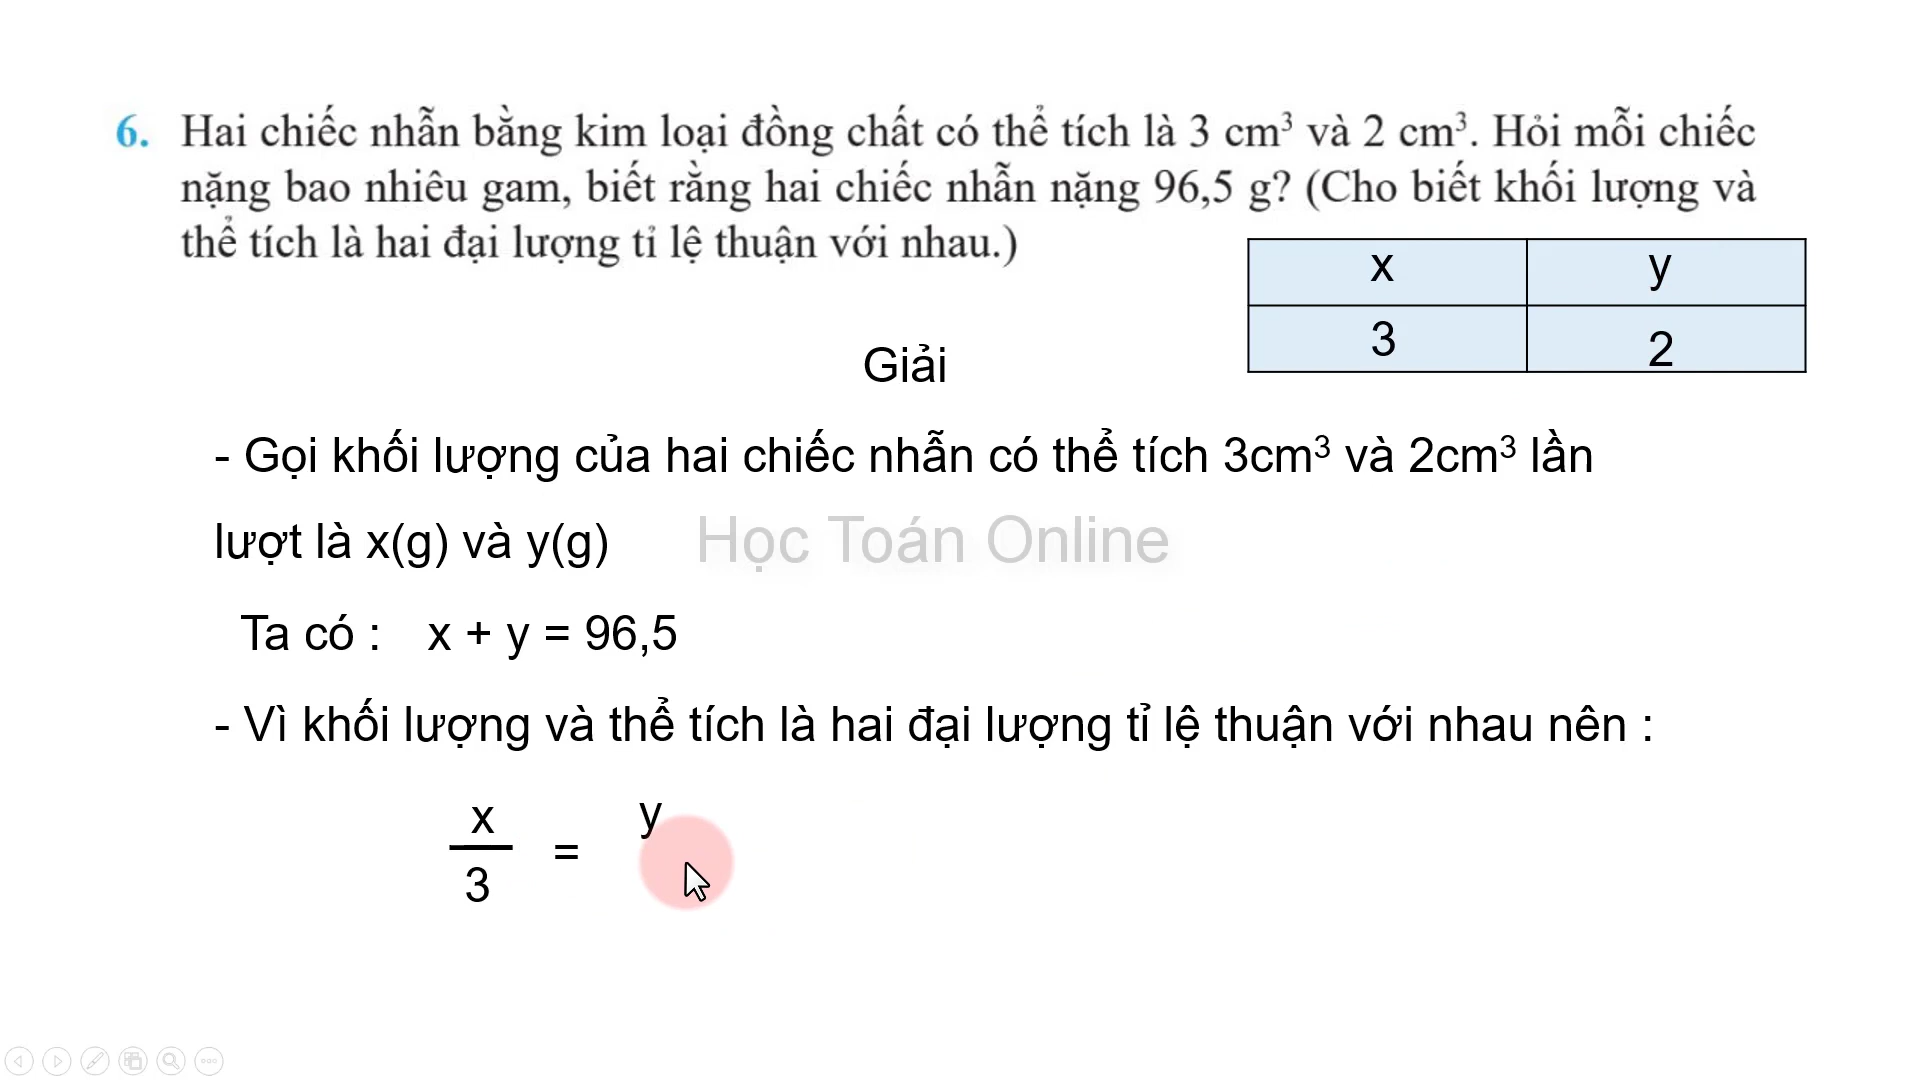 6. Hai chiếc nhẫn bằng kim loại đồng chất có thể tích là 3 cm³ và 2 cm³. Hỏi mỗi chiếc
nặng bao nhiêu gam, biết rằng hai chiếc nhẫn nặng 96,5 g? (Cho biết khối lượng và
thể tích là hai đại lượng tỉ lệ thuận với nhau.)
x y
3 2
Giải
- Gọi khối lượng của hai chiếc nhẫn có thể tích 3cm³ và 2cm³ lần
lượt là x(g) và y(g)
Học Toán Online
Ta có : x + y = 96,5
- Vì khối lượng và thể tích là hai đại lượng tỉ lệ thuận với nhau nên :
x y
=
3